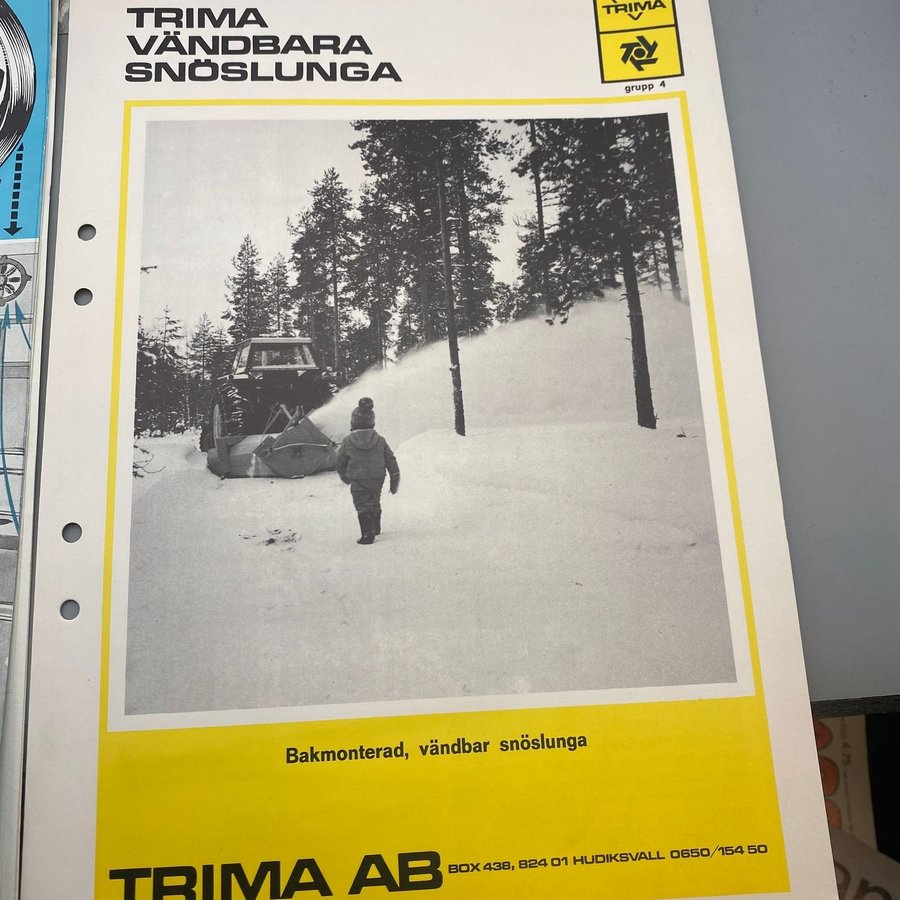 TRIMA
VÄNDBARA
SNÖSLUNGA
TRIMA
grupp 4
Bakmonterad, vändbar snöslunga
TRIMA AB BOX 438, 824 01 HUDIKSVALL 0650/154 50